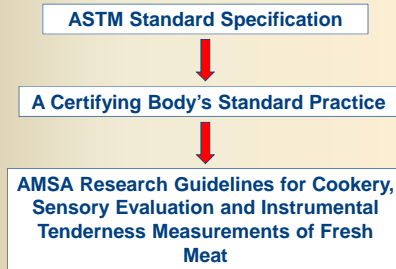 ASTM Standard Specification
A Certifying Body's Standard Practice
AMSA Research Guidelines for Cookery,
Sensory Evaluation and Instrumental
Tenderness Measurements of Fresh
Meat